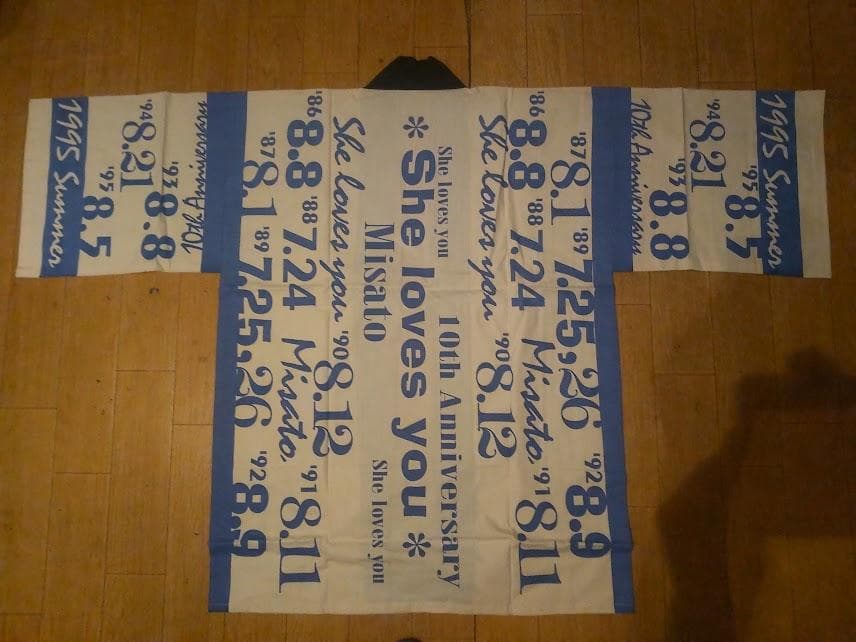 1995 Summer
'95 8.5
'94 8.21
'93 8.8
10th Anniversary
'87 8.1 '89 7.25,26 '92 8.9
'86 8.8 '88 7.24 Misato. '91 8.11
She loves you '90 8.12
She loves you 10th Anniversary
* She loves you *
Misato She loves you
She loves you '90 8.12
'86 8.8 '88 7.24 Misato. '91 8.11
'87 8.1 '89 7.25,26 '92 8.9
10th Anniversary
'93 8.8
'94 8.21
'95 8.5
1995 Summer